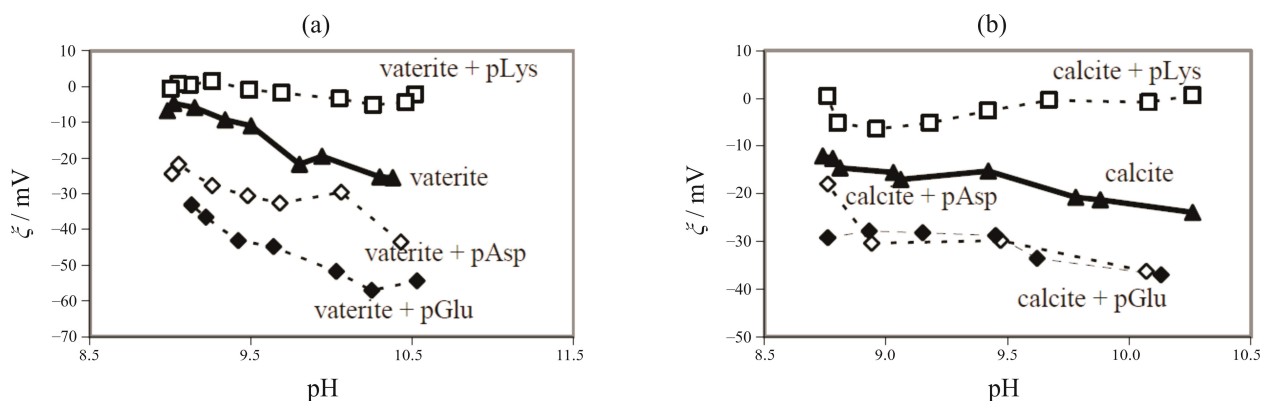 (a)
10
0
−10
−20
−30
−40
−50
−60
−70
ξ / mV
vaterite + pLys
vaterite
vaterite + pAsp
vaterite + pGlu
8.5 9.5 10.5 11.5
pH
(b)
10
0
−10
−20
−30
−40
−50
ξ / mV
calcite + pLys
calcite
calcite + pAsp
calcite + pGlu
8.5 9.0 9.5 10.0 10.5
pH